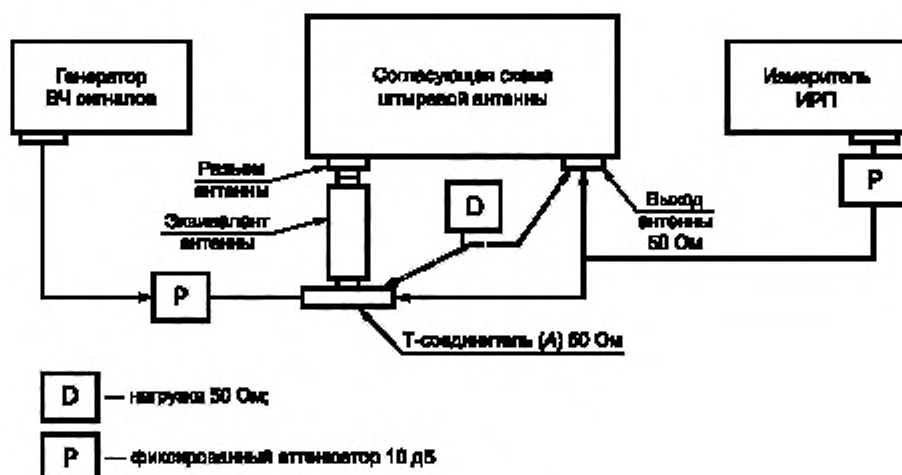 Генератор
ВЧ сигналов
Согласующая схема
штыревой антенны
Измеритель
ИРП
Разъем
антенны
Эквивалент
антенны
D
Выход
антенны
50 Ом
P
P
Т-соединитель (А) 50 Ом
D — нагрузка 50 Ом;
P — фиксированный аттенюатор 10 дБ